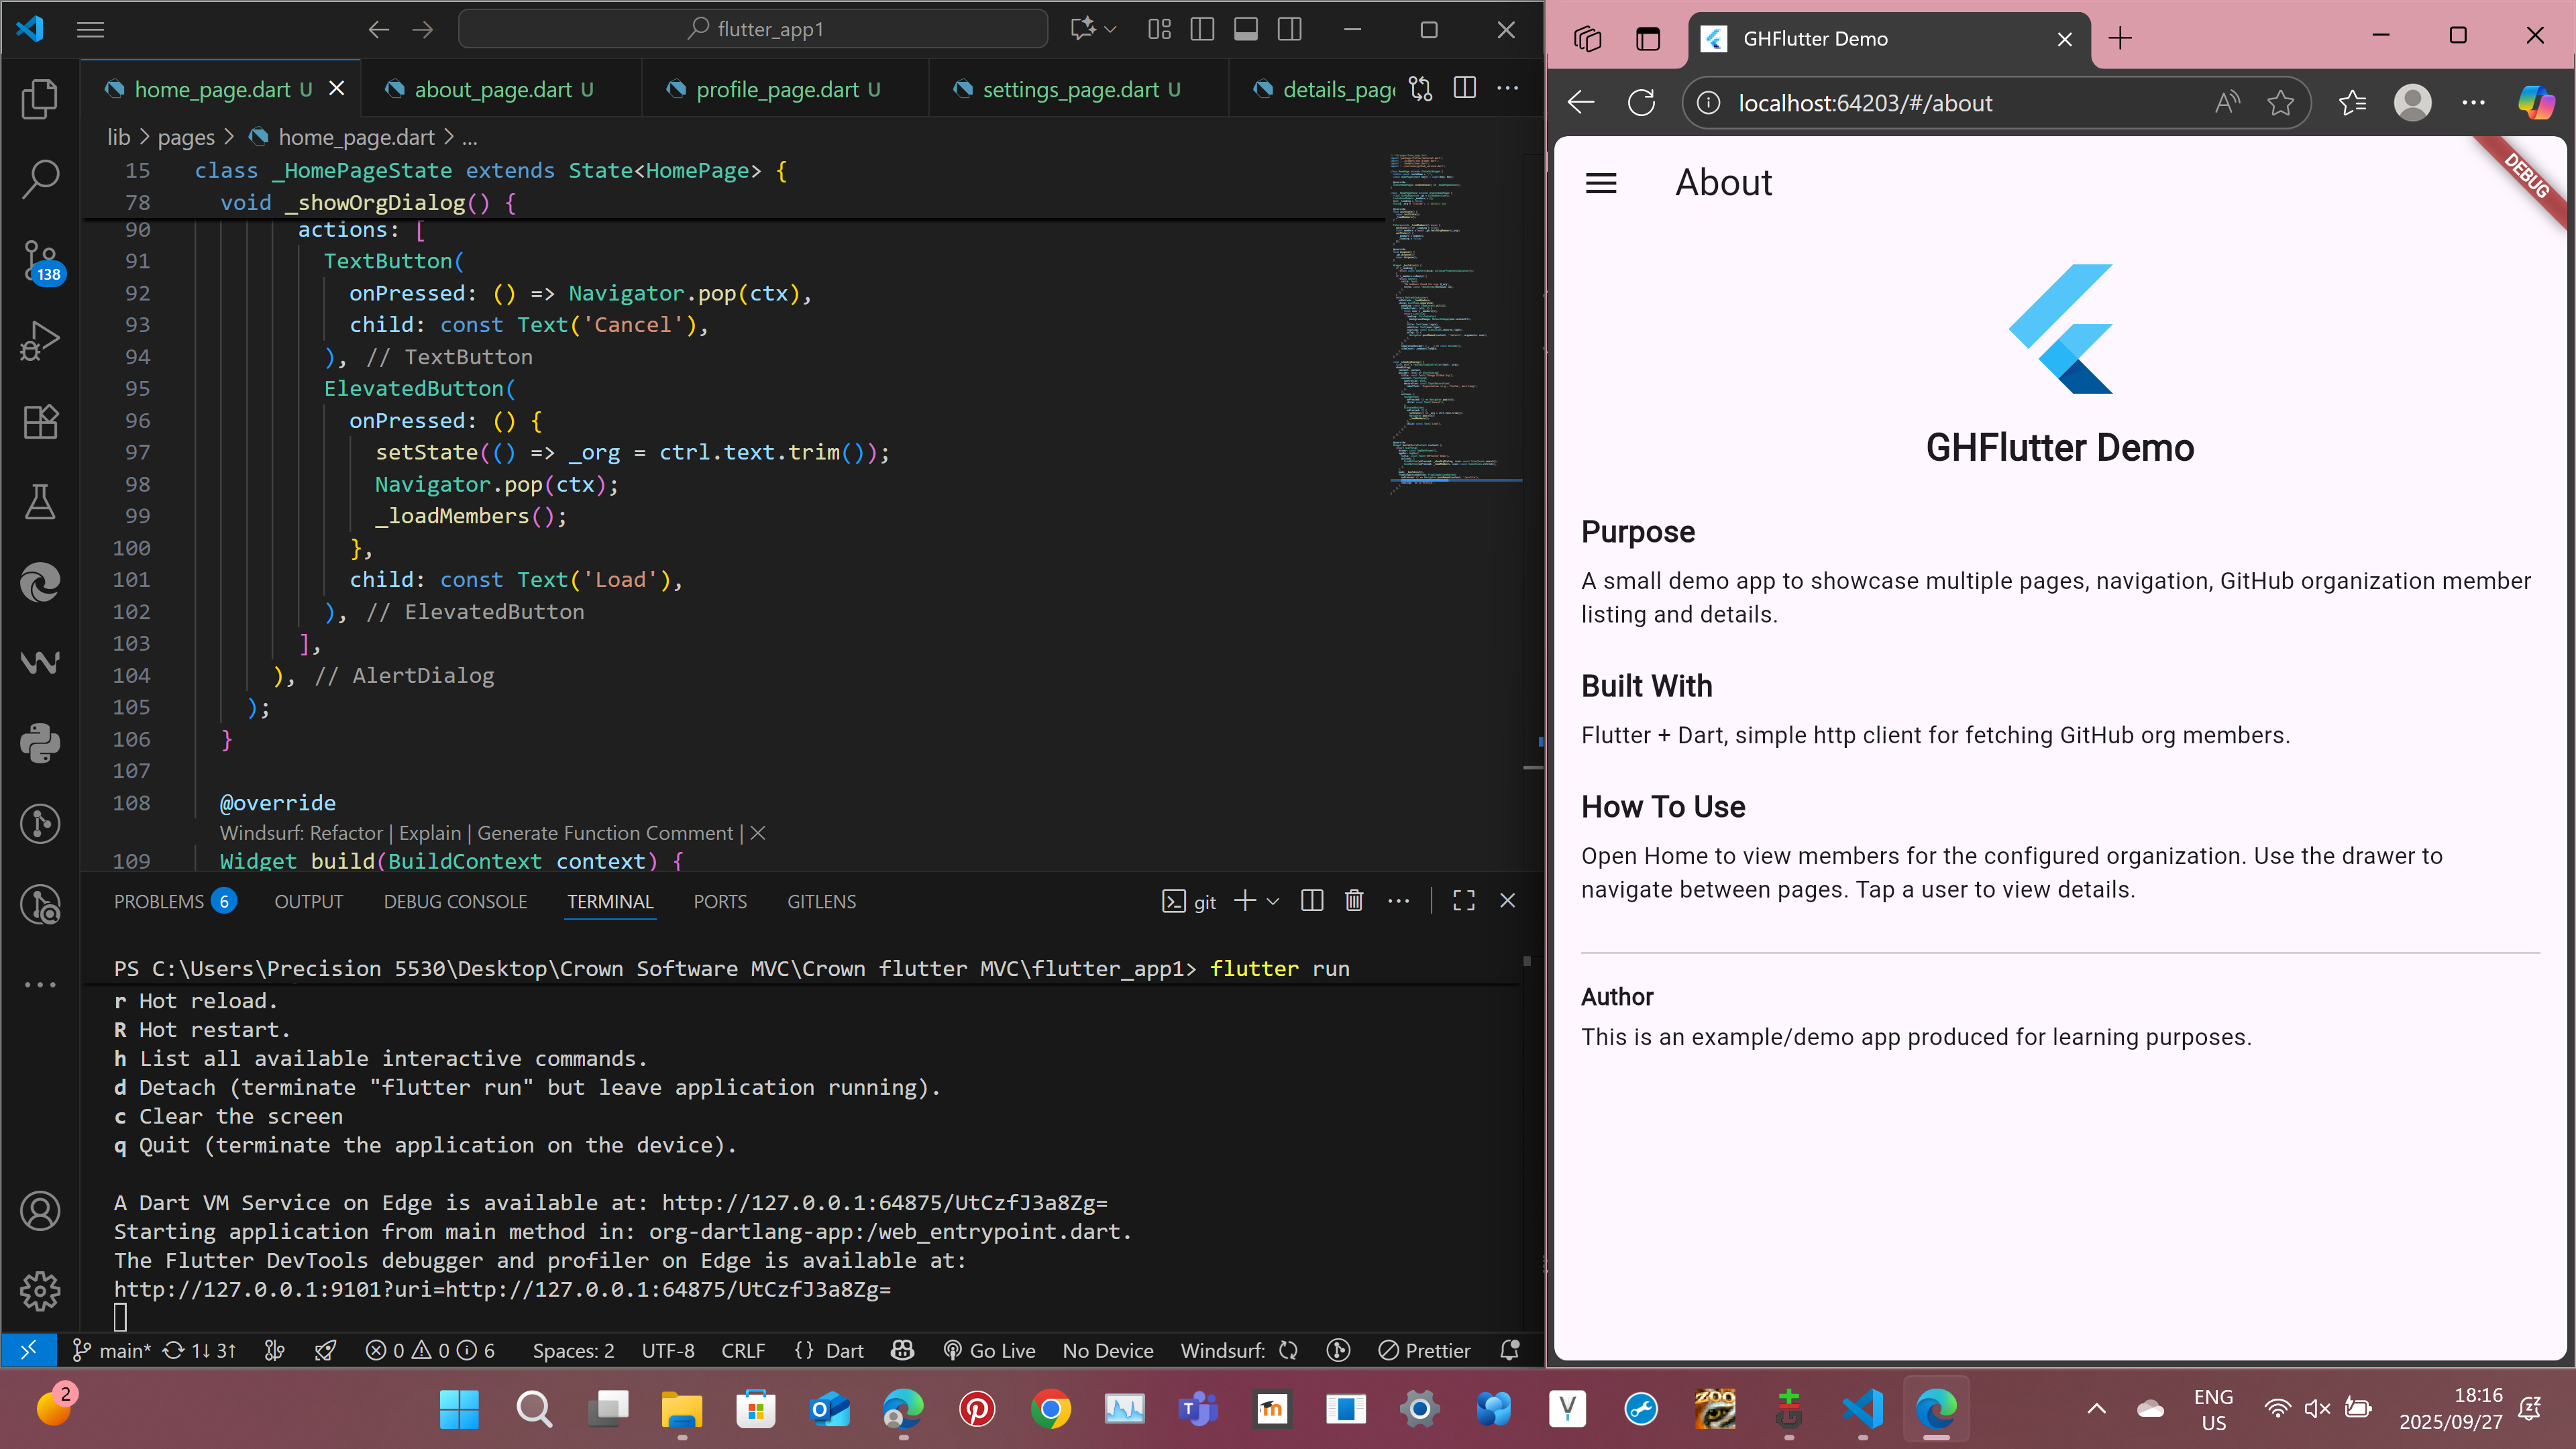 flutter_app1
home_page.dart U
about_page.dart U
profile_page.dart U
settings_page.dart U
details_page
lib > pages > home_page.dart > ...
15 class _HomePageState extends State<HomePage> {
78 void _showOrgDialog() {
90 actions: [
91 TextButton(
92 onPressed: () => Navigator.pop(ctx),
93 child: const Text('Cancel'),
94 ), // TextButton
95 ElevatedButton(
96 onPressed: () {
97 setState(() => _org = ctrl.text.trim());
98 Navigator.pop(ctx);
99 _loadMembers();
100 },
101 child: const Text('Load'),
102 ), // ElevatedButton
103 ],
104 ), // AlertDialog
105 );
106 }
107
108 @override
Windsurf: Refactor | Explain | Generate Function Comment | ×
109 Widget build(BuildContext context) {
138
PROBLEMS 6 OUTPUT DEBUG CONSOLE TERMINAL PORTS GITLENS
git
PS C:\Users\Precision 5530\Desktop\Crown Software MVC\Crown flutter MVC\flutter_app1> flutter run
r Hot reload.
R Hot restart.
h List all available interactive commands.
d Detach (terminate "flutter run" but leave application running).
c Clear the screen
q Quit (terminate the application on the device).
A Dart VM Service on Edge is available at: http://127.0.0.1:64875/UtCzfJ3a8Zg=
Starting application from main method in: org-dartlang-app:/web_entrypoint.dart.
The Flutter DevTools debugger and profiler on Edge is available at:
http://127.0.0.1:9101?uri=http://127.0.0.1:64875/UtCzfJ3a8Zg=
main* 1↓ 3↑ 0 0 6 Spaces: 2 UTF-8 CRLF {} Dart Go Live No Device Windsurf: Prettier
GHFlutter Demo
localhost:64203/#/about
About
DEBUG
GHFlutter Demo
Purpose
A small demo app to showcase multiple pages, navigation, GitHub organization member
listing and details.
Built With
Flutter + Dart, simple http client for fetching GitHub org members.
How To Use
Open Home to view members for the configured organization. Use the drawer to
navigate between pages. Tap a user to view details.
Author
This is an example/demo app produced for learning purposes.
2
ZOO
ENG
US
18:16
2025/09/27